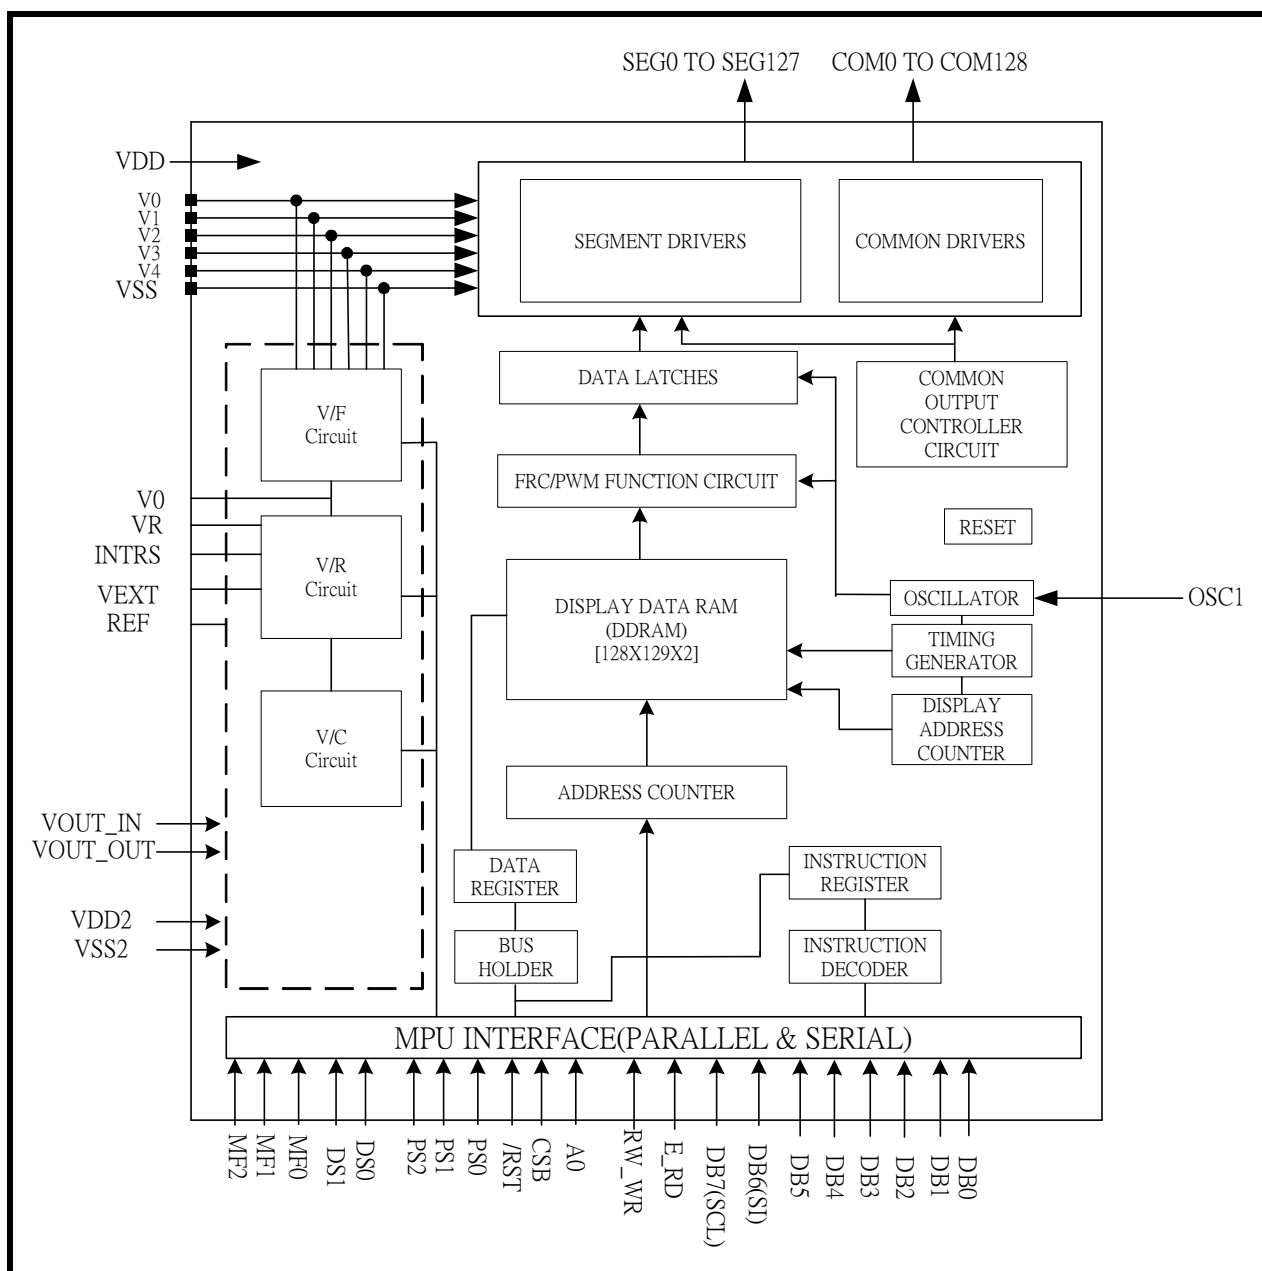 SEG0 TO SEG127
COM0 TO COM128
VDD
V0
V1
V2
V3
V4
VSS
SEGMENT DRIVERS
COMMON DRIVERS
DATA LATCHES
COMMON
OUTPUT
CONTROLLER
CIRCUIT
V/F
Circuit
FRC/PWM FUNCTION CIRCUIT
V0
VR
INTRS
VEXT
REF
V/R
Circuit
RESET
DISPLAY DATA RAM
(DDRAM)
[128X129X2]
OSCILLATOR
OSC1
TIMING
GENERATOR
DISPLAY
ADDRESS
COUNTER
V/C
Circuit
ADDRESS COUNTER
VOUT_IN
VOUT_OUT
DATA
REGISTER
INSTRUCTION
REGISTER
VDD2
VSS2
BUS
HOLDER
INSTRUCTION
DECODER
MPU INTERFACE(PARALLEL & SERIAL)
MF2
MF1
MF0
DS1
DS0
PS2
PS1
PS0
/RST
CSB
A0
RW_WR
E_RD
DB7(SCL)
DB6(SI)
DB5
DB4
DB3
DB2
DB1
DB0